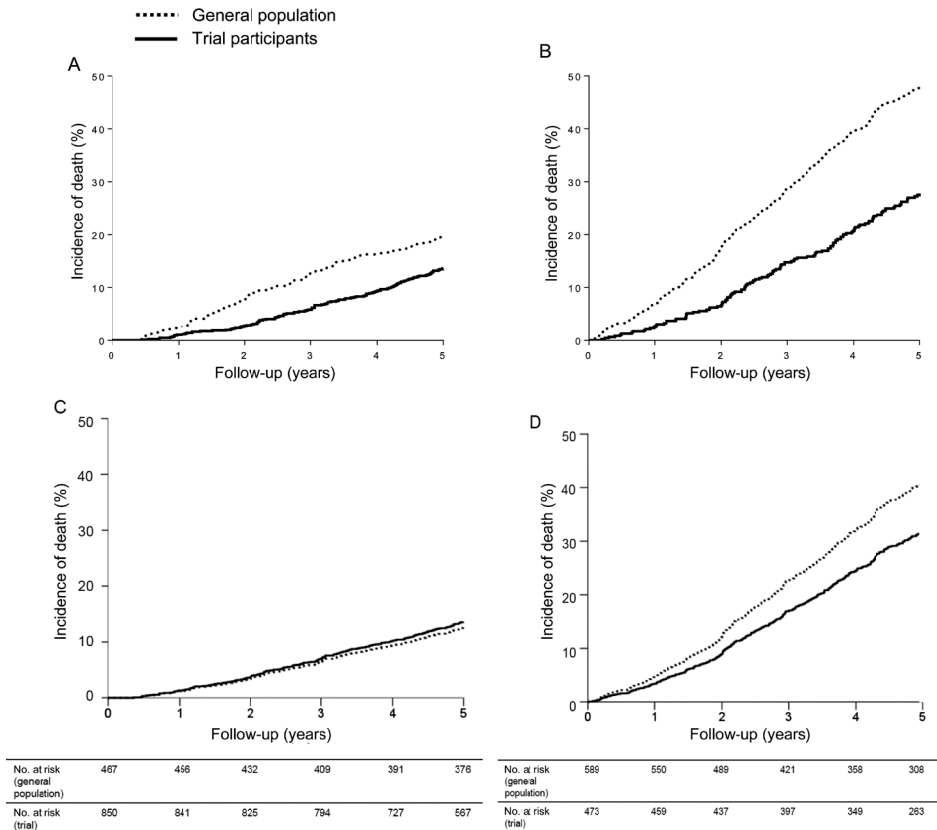 General population
Trial participants
A
B
50
40
30
20
10
0
Incidence of death (%)
0 1 2 3 4 5
Follow-up (years)
50
40
30
20
10
0
Incidence of death (%)
0 1 2 3 4 5
Follow-up (years)
C
D
50
40
30
20
10
0
Incidence of death (%)
0 1 2 3 4 5
Follow-up (years)
50
40
30
20
10
0
Incidence of death (%)
0 1 2 3 4 5
Follow-up (years)
No. at risk 467 466 432 409 391 376
(general
population)
No. at risk 850 841 825 794 727 567
(trial)
No. at risk 589 550 489 421 358 308
(general
population)
No. at risk 473 459 437 397 349 263
(trial)